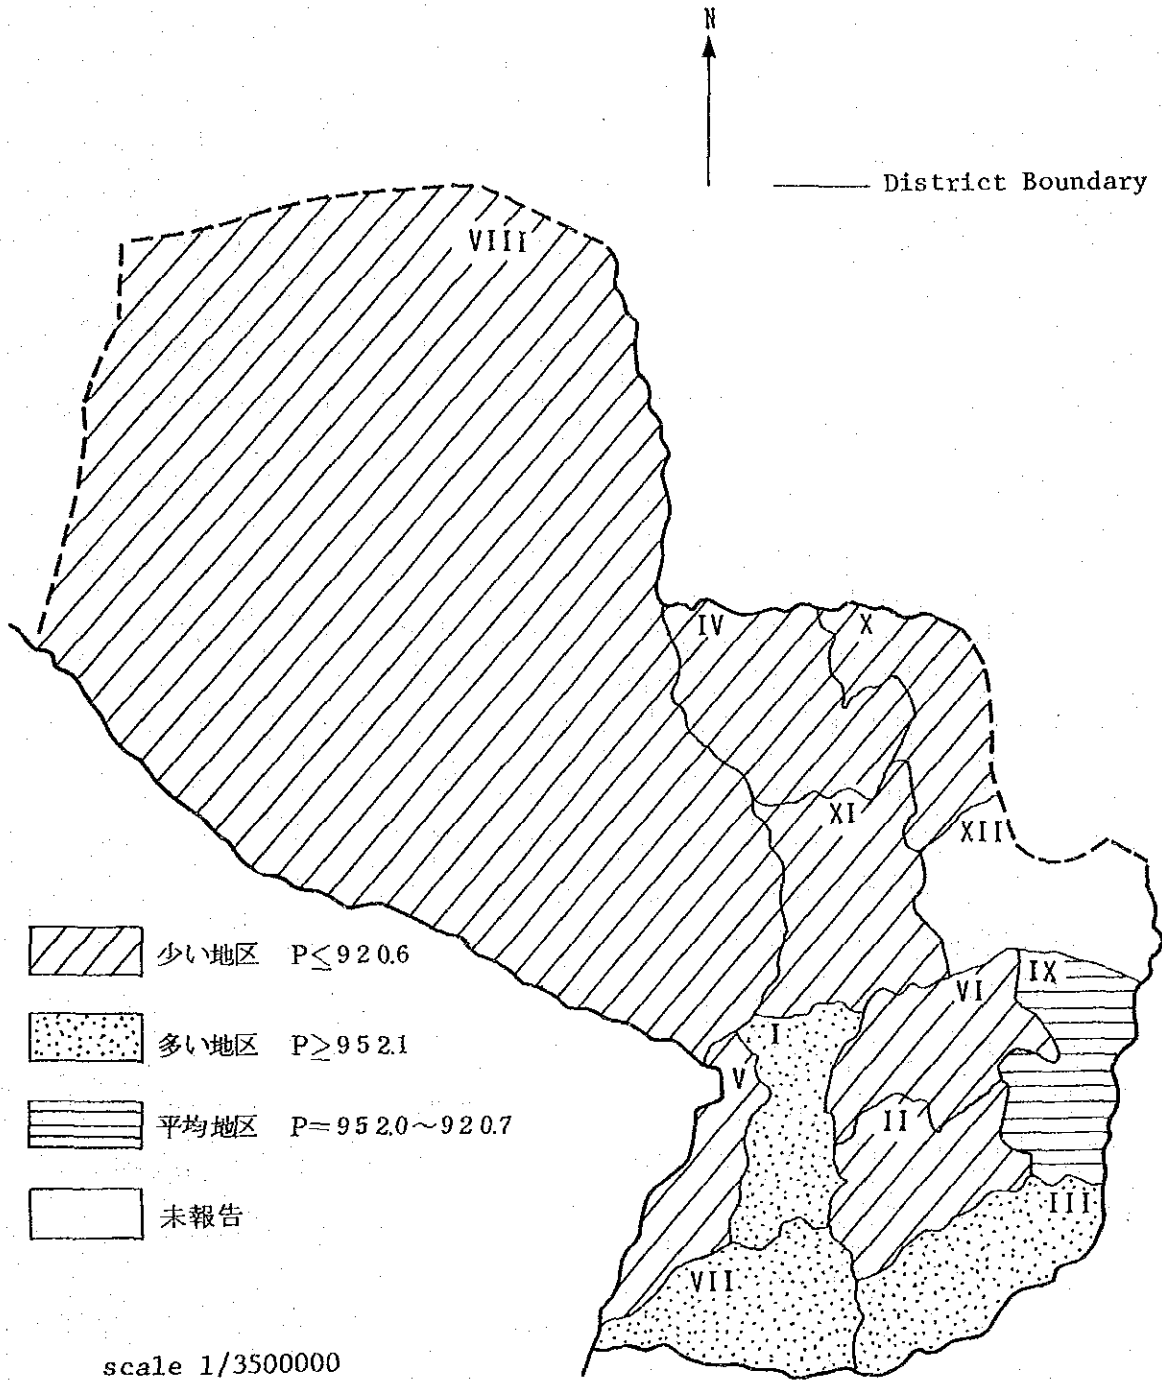 N
District Boundary
VIII
IV
X
XI
XII
IX
VI
I
V
II
III
VII
少い地区 P≤920.6
多い地区 P≥952.1
平均地区 P=952.0~920.7
未報告
scale 1/3500000